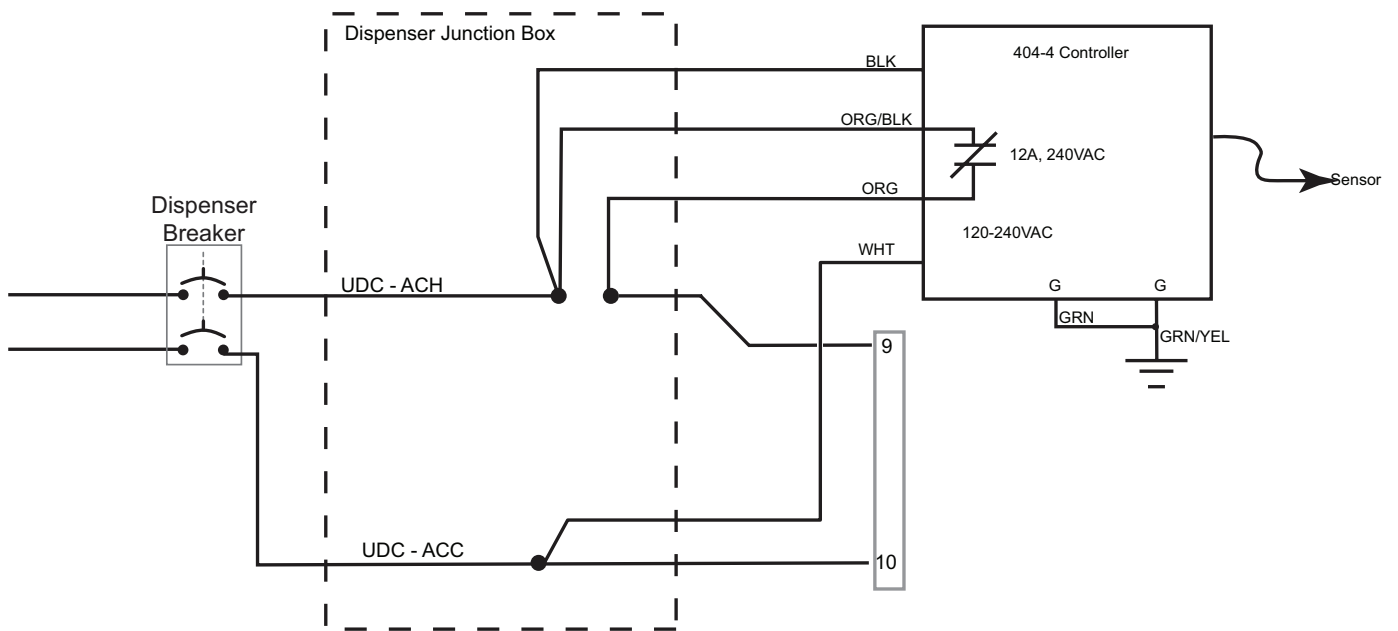 Dispenser Junction Box
404-4 Controller
BLK
ORG/BLK
12A, 240VAC
Sensor
ORG
Dispenser
Breaker
120-240VAC
WHT
UDC - ACH
G
G
GRN
GRN/YEL
9
UDC - ACC
10